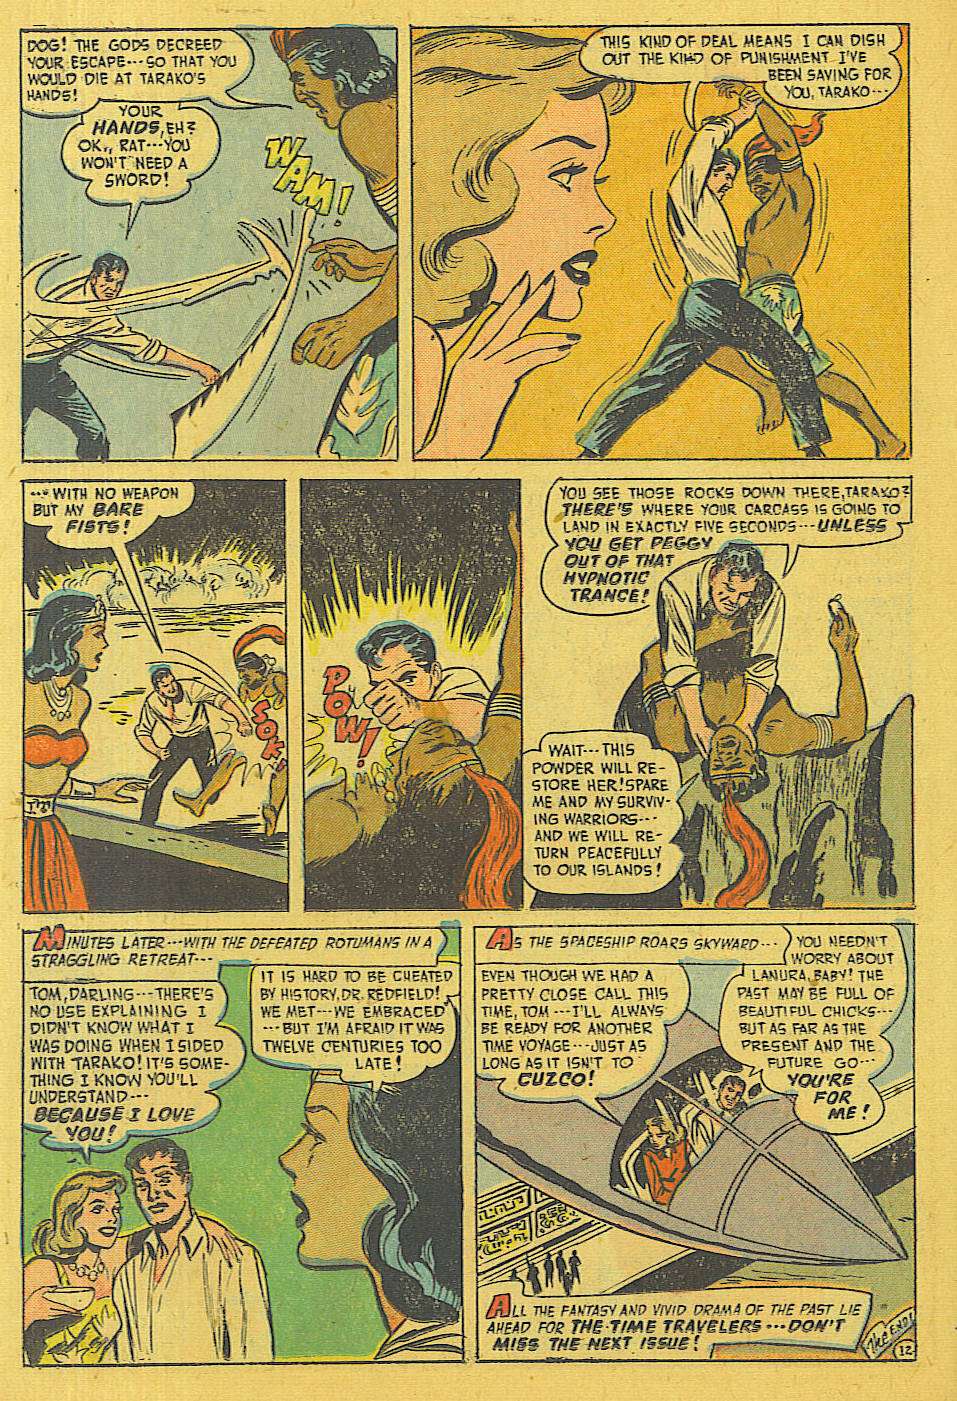 DOG! THE GODS DECREED
YOUR ESCAPE---SO THAT YOU
WOULD DIE AT TARAKO'S
HANDS!
YOUR
HANDS, EH?
OK., RAT---YOU
WON'T NEED A
SWORD!
WAM!
THIS KIND OF DEAL MEANS I CAN DISH
OUT THE KIND OF PUNISHMENT I'VE
BEEN SAVING FOR
YOU, TARAKO---
---WITH NO WEAPON
BUT MY BARE
FISTS!
SOK!
POW!
YOU SEE THOSE ROCKS DOWN THERE, TARAKO?
THERE'S WHERE YOUR CARCASS IS GOING TO
LAND IN EXACTLY FIVE SECONDS---UNLESS
YOU GET PEGGY
OUT OF THAT
HYPNOTIC
TRANCE!
WAIT---THIS
POWDER WILL RE-
STORE HER! SPARE
ME AND MY SURVIV-
ING WARRIORS---
AND WE WILL RE-
TURN PEACEFULLY
TO OUR ISLANDS!
MINUTES LATER---WITH THE DEFEATED ROTUMANS IN A
STRAGGLING RETREAT---
TOM, DARLING---THERE'S
NO USE EXPLAINING I
DIDN'T KNOW WHAT I
WAS DOING WHEN I SIDED
WITH TARAKO! IT'S SOME-
THING I KNOW YOU'LL
UNDERSTAND---
BECAUSE I LOVE
YOU!
IT IS HARD TO BE CHEATED
BY HISTORY, DR. REDFIELD!
WE MET---WE EMBRACED
---BUT I'M AFRAID IT WAS
TWELVE CENTURIES TOO
LATE!
AS THE SPACESHIP ROARS SKYWARD---
EVEN THOUGH WE HAD A
PRETTY CLOSE CALL THIS
TIME, TOM---I'LL ALWAYS
BE READY FOR ANOTHER
TIME VOYAGE---JUST AS
LONG AS IT ISN'T TO
CUZCO!
YOU NEEDN'T
WORRY ABOUT
LANURA, BABY! THE
PAST MAY BE FULL OF
BEAUTIFUL CHICKS---
BUT AS FAR AS THE
PRESENT AND THE
FUTURE GO---
YOU'RE
FOR
ME!
ALL THE FANTASY AND VIVID DRAMA OF THE PAST LIE
AHEAD FOR THE TIME TRAVELERS---DON'T
MISS THE NEXT ISSUE!
THE END!
12